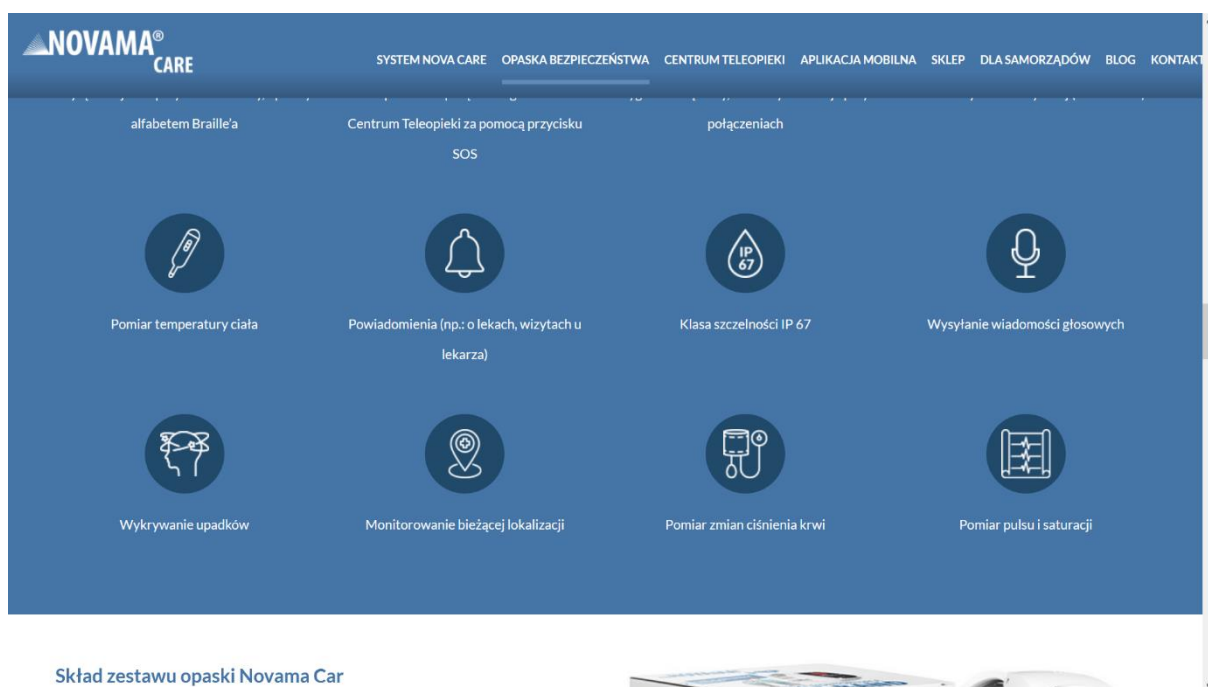 NOVAMA®
CARE
SYSTEM NOVA CARE OPASKA BEZPIECZEŃSTWA CENTRUM TELEOPIEKI APLIKACJA MOBILNA SKLEP DLA SAMORZĄDÓW BLOG KONTAKT
alfabetem Braille’a
Centrum Teleopieki za pomocą przycisku
SOS
połączeniach
IP
67
Pomiar temperatury ciała
Powiadomienia (np.: o lekach, wizytach u
lekarza)
Klasa szczelności IP 67
Wysyłanie wiadomości głosowych
Wykrywanie upadków
Monitorowanie bieżącej lokalizacji
Pomiar zmian ciśnienia krwi
Pomiar pulsu i saturacji
Skład zestawu opaski Novama Car